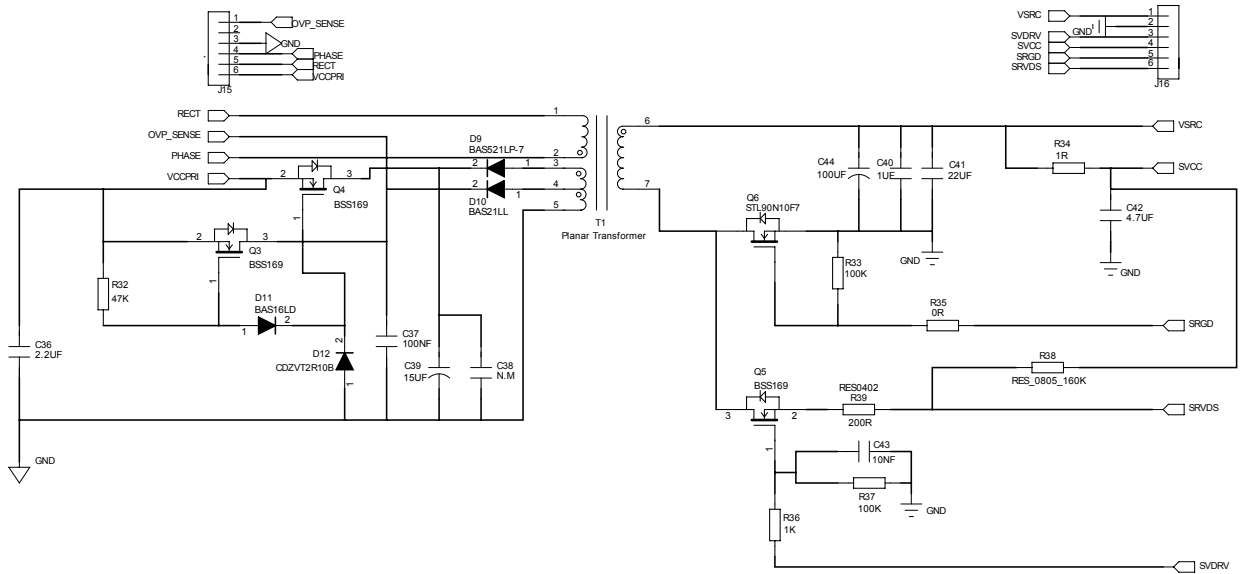 1
OVP_SENSE
2
3
GND
4
PHASE
5
RECT
6
VCCPRI
J15
VSRC
1
GND
2
SVDRV
3
SVCC
4
SRGD
5
SRVDS
6
J16
RECT
OVP_SENSE
PHASE
VCCPRI
1
2
3
4
5
6
7
T1
Planar Transformer
D9
BAS521LP-7
2
1
2
1
D10
BAS21LL
2
3
Q4
BSS169
1
2
3
Q3
BSS169
1
R32
47K
D11
BAS16LD
1
2
2
D12
CDZVT2R10B
1
C36
2.2UF
C37
100NF
C39
15UF
C38
N.M
GND
C44
100UF
C40
1UF
C41
22UF
R34
1R
VSRC
SVCC
C42
4.7UF
GND
Q6
STL90N10F7
R33
100K
GND
R35
0R
SRGD
R38
RES_0805_160K
Q5
BSS169
3
2
1
RES0402
R39
200R
SRVDS
C43
10NF
R37
100K
GND
R36
1K
SVDRV